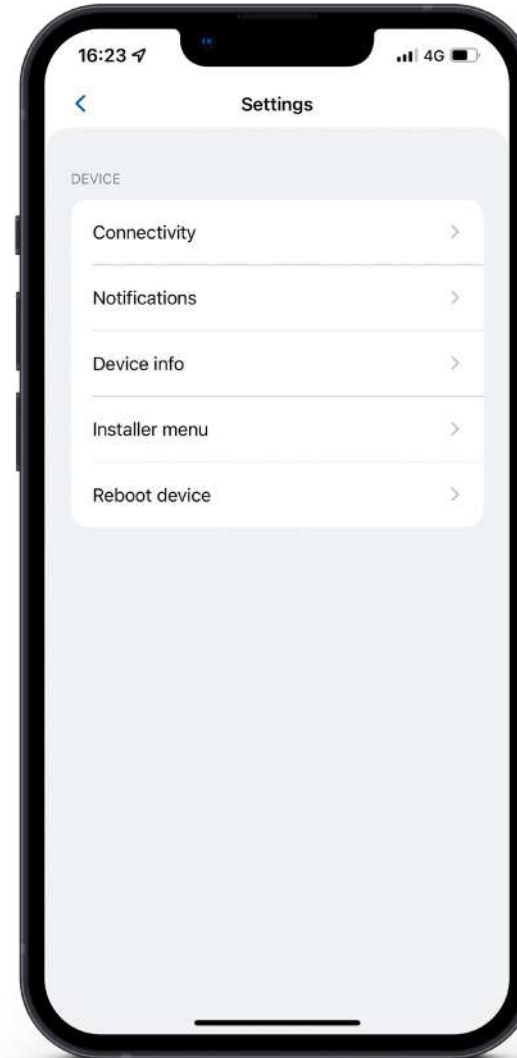 16:23
4G
Settings
DEVICE
Connectivity
Notifications
Device info
Installer menu
Reboot device